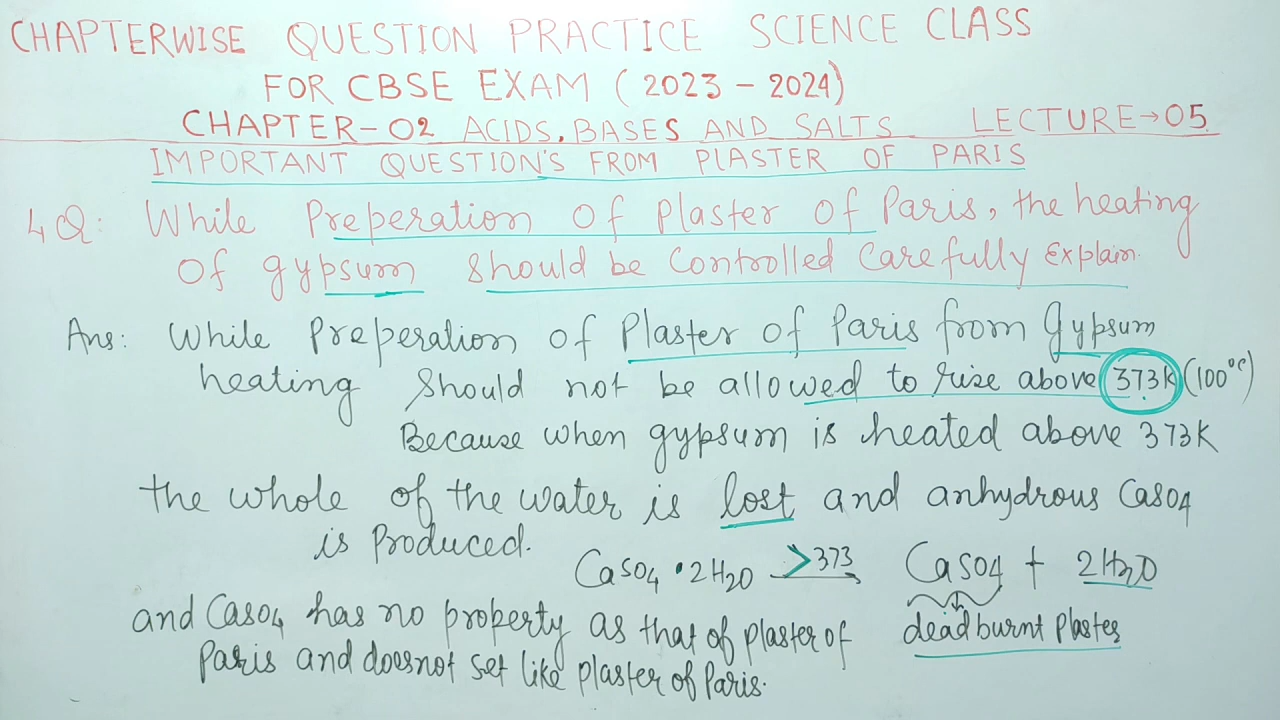 CHAPTERWISE QUESTION PRACTICE SCIENCE CLASS
FOR CBSE EXAM (2023-2024)
CHAPTER-02 ACIDS, BASES AND SALTS LECTURE→05
IMPORTANT QUESTION'S FROM PLASTER OF PARIS
4Q: While Preperation of Plaster of Paris, the heating
of gypsum should be controlled carefully explain.
Ans: While Preperation of Plaster of Paris from Gypsum
heating should not be allowed to rise above 373K (100°C)
Because when gypsum is heated above 373K
the whole of the water is lost and anhydrous CaSO4
is Produced.
CaSO4 • 2H2O >373 → CaSO4 + 2H2O
and CaSO4 has no property as that of plaster of
dead burnt Plaster
Paris and doesnot set like plaster of Paris.